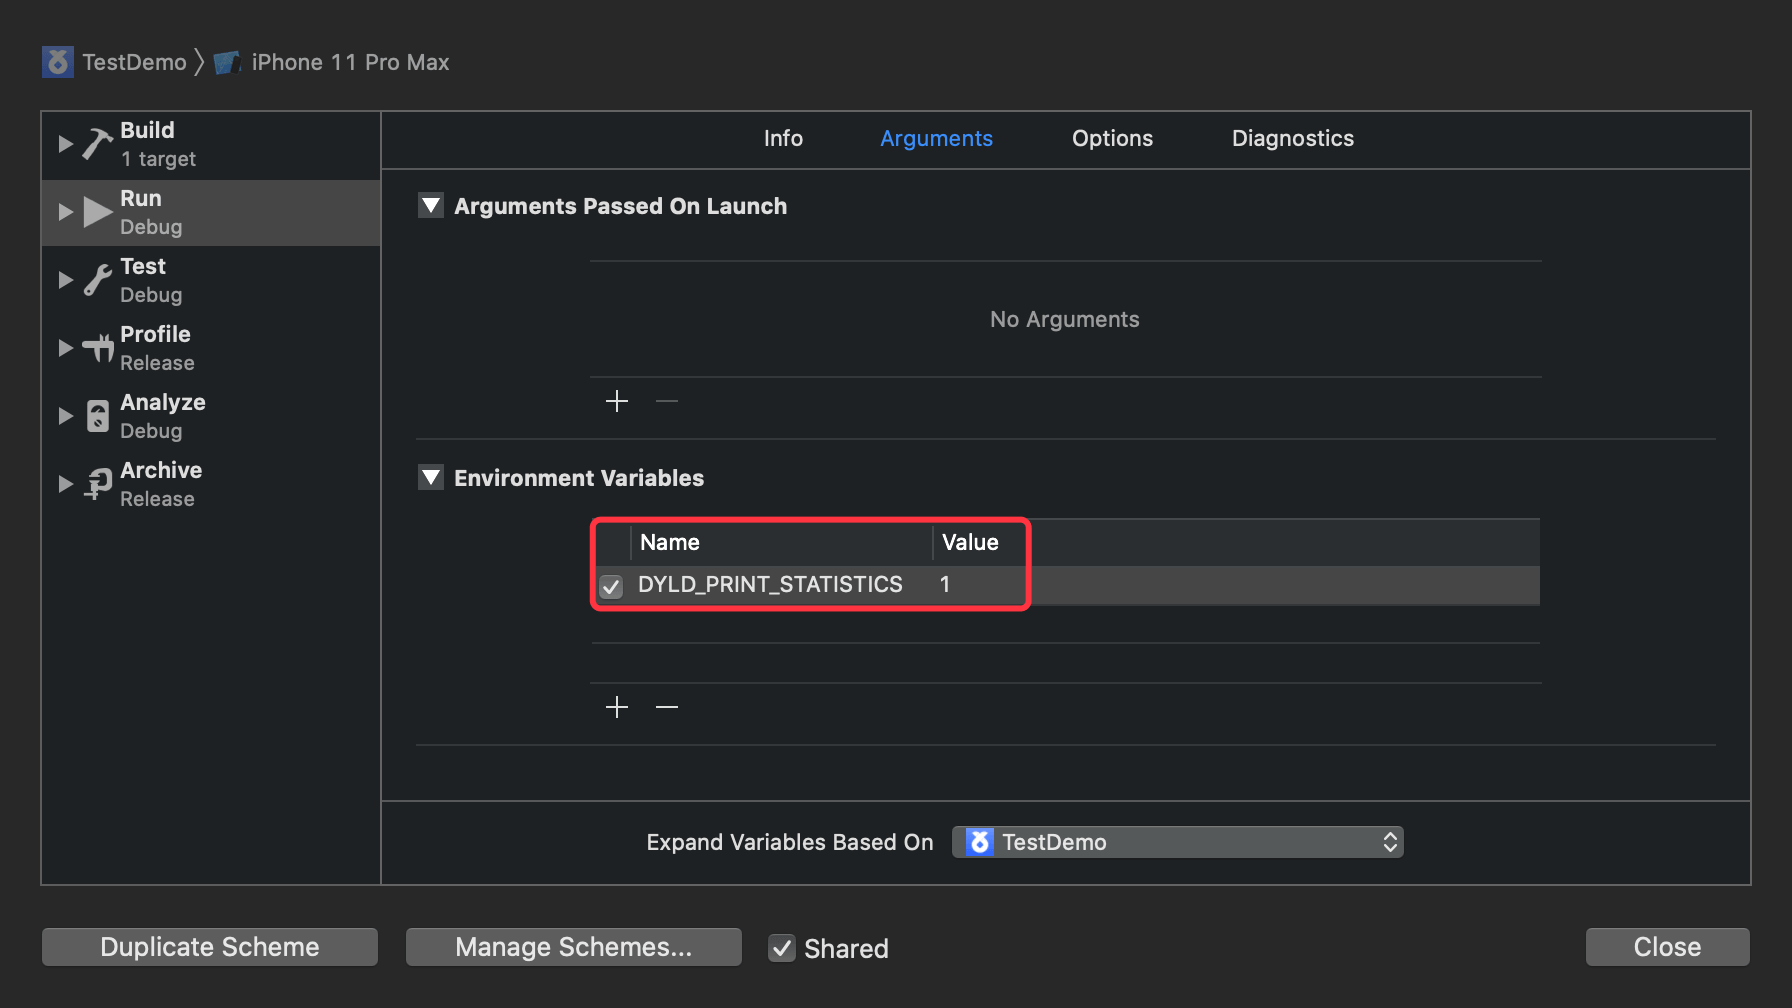 TestDemo iPhone 11 Pro Max
Build
1 target
Run
Debug
Test
Debug
Profile
Release
Analyze
Debug
Archive
Release
Info Arguments Options Diagnostics
Arguments Passed On Launch
No Arguments
Environment Variables
Name Value
DYLD_PRINT_STATISTICS 1
Expand Variables Based On TestDemo
Duplicate Scheme Manage Schemes... Shared Close